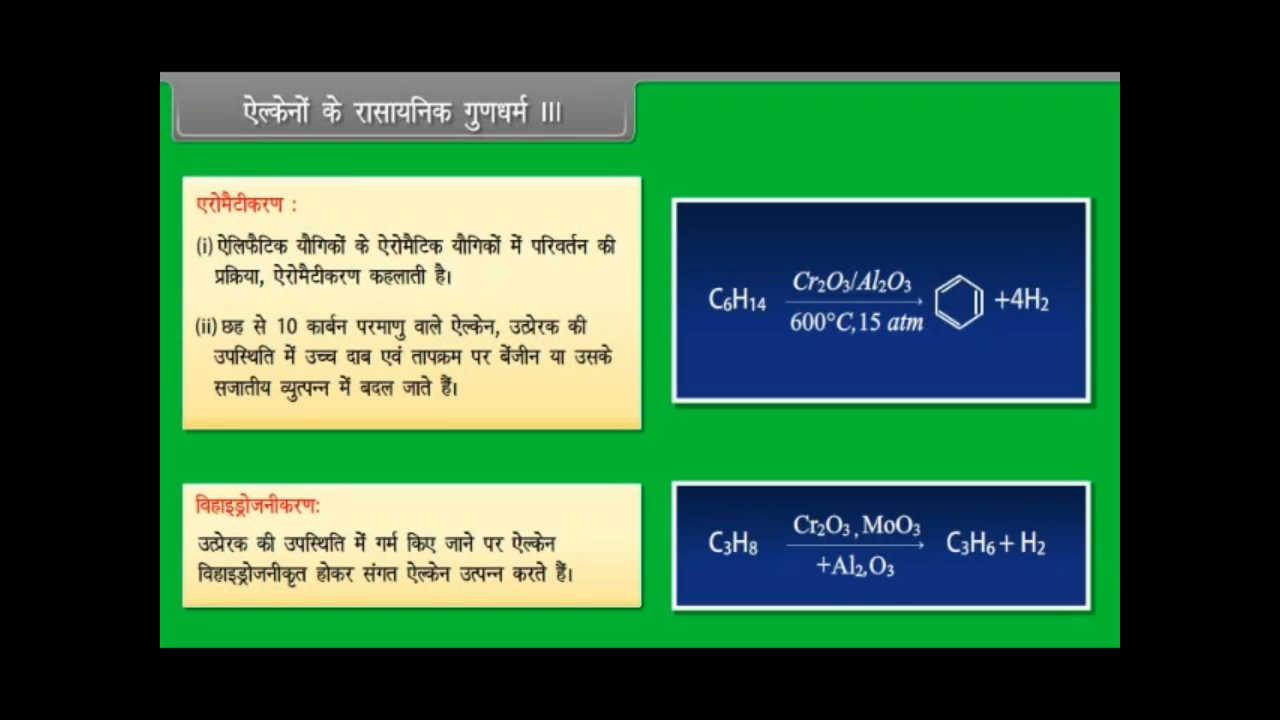 ऐल्केनों के रासायनिक गुणधर्म III
एरोमैटीकरण :
(i) ऐलिफैटिक यौगिकों के ऐरोमैटिक यौगिकों में परिवर्तन की
प्रक्रिया, ऐरोमैटीकरण कहलाती है।
(ii) छह से 10 कार्बन परमाणु वाले ऐल्केन, उत्प्रेरक की
उपस्थिति में उच्च दाब एवं तापक्रम पर बेंजीन या उसके
सजातीय व्युत्पन्न में बदल जाते हैं।
Cr₂O₃/Al₂O₃
C₆H₁₄ +4H₂
600°C,15 atm
विहाइड्रोजनीकरण:
उत्प्रेरक की उपस्थिति में गर्म किए जाने पर ऐल्केन
विहाइड्रोजनीकृत होकर संगत ऐल्केन उत्पन्न करते हैं।
Cr₂O₃,MoO₃
C₃H₈ C₃H₆+ H₂
+Al₂,O₃